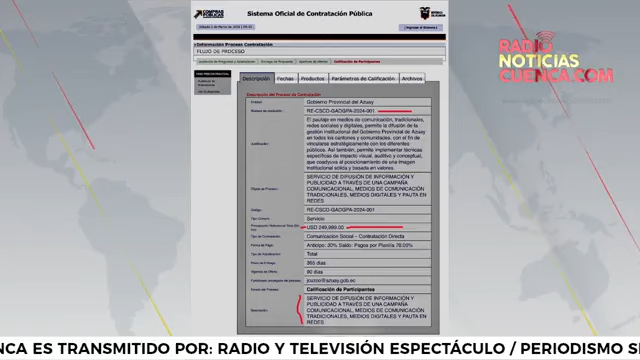 COMPRAS PÚBLICAS
Sistema Oficial de Contratación Pública
Información Proceso Contratación
FLUJO DE PROCESO
Calificación de Participantes
Descripción Fechas Productos Parámetros de Calificación Archivos
Descripción del Proceso de Contratación
Entidad: Gobierno Provincial del Azuay
RE-CSCD-GADGPA-2024-001
El pautaje en medios de comunicación, tradicionales,
redes sociales y digitales, permite la difusión de la
gestión institucional del Gobierno Provincial de Azuay
en todos los cantones y comunidades, con el fin de
vincularse estratégicamente con los diferentes
públicos. Así también, permite implementar técnicas
específicas de impacto visual, auditivo y conceptual,
que coadyuva al posicionamiento de una imagen
institucional sólida y basada en valores.
Objeto de Proceso:
SERVICIO DE DIFUSIÓN DE INFORMACIÓN Y
PUBLICIDAD A TRAVÉS DE UNA CAMPAÑA
COMUNICACIONAL, MEDIOS DE COMUNICACIÓN
TRADICIONALES, MEDIOS DIGITALES Y PAUTA EN
REDES
Código: RE-CSCD-GADGPA-2024-001
Tipo Compra: Servicio
USD 249,999.00
Tipo de Contratación: Comunicación Social – Contratación Directa
Forma de Pago: Anticipo: 30% Saldo: Pagos por Planilla 70.00%
Tipo de Adjudicación: Total
Plazo de Entrega: 365 días
Vigencia de Oferta: 90 días
Calificación de Participantes
Descripción:
SERVICIO DE DIFUSIÓN DE INFORMACIÓN Y
PUBLICIDAD A TRAVÉS DE UNA CAMPAÑA
COMUNICACIONAL, MEDIOS DE COMUNICACIÓN
TRADICIONALES, MEDIOS DIGITALES Y PAUTA EN
REDES
RADIO
NOTICIAS
CUENCA.COM
NCA ES TRANSMITIDO POR: RADIO Y TELEVISIÓN ESPECTÁCULO / PERIODISMO S